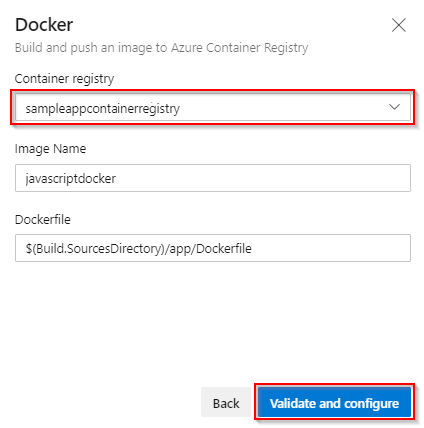 Docker
Build and push an image to Azure Container Registry
Container registry
sampleappcontainerregistry
Image Name
javascriptdocker
Dockerfile
$(Build.SourcesDirectory)/app/Dockerfile
Back
Validate and configure